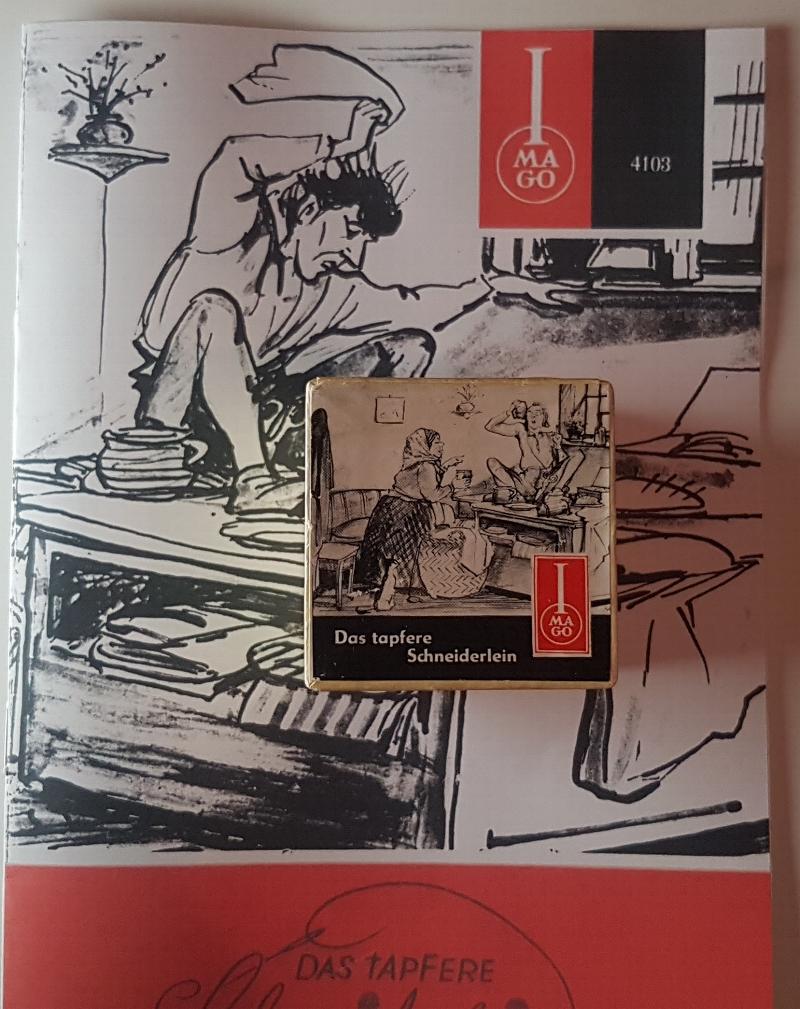 I
MA
GO
4103
Das tapfere
Schneiderlein
I
MA
GO
DAS TAPFERE